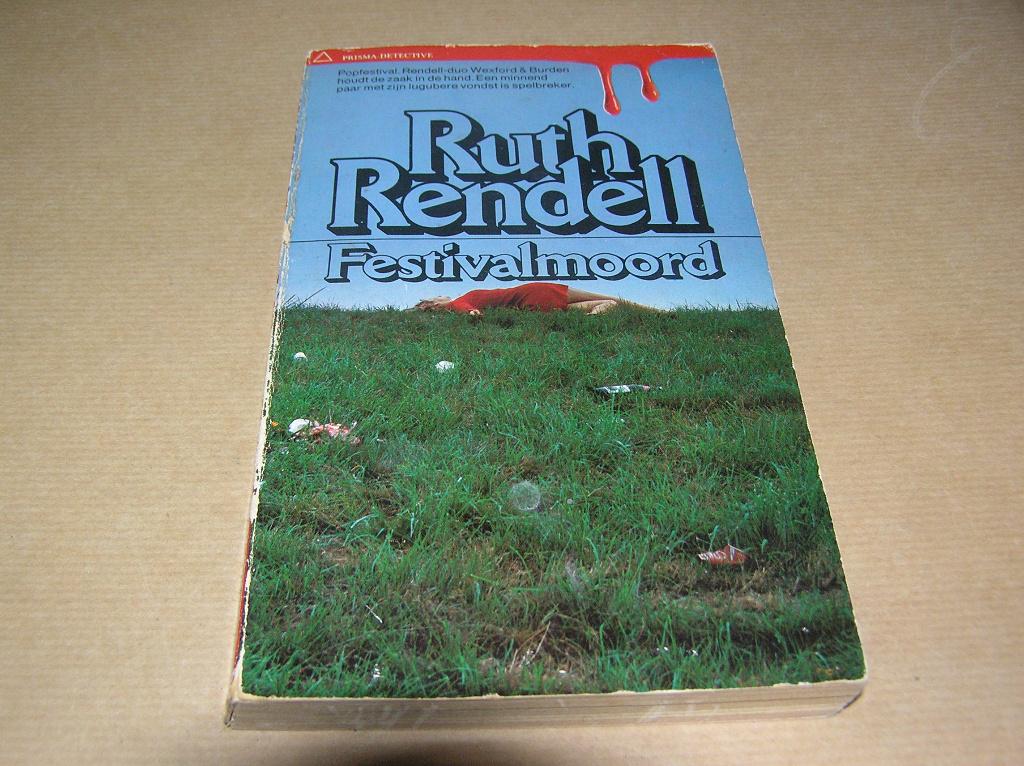 PRISMA-DETECTIVE
Popfestival. Rendell-duo Wexford & Burden
houdt de zaak in de hand. Een minnend
paar met zijn lugubere vondst is spelbreker.
Ruth
Rendell
Festivalmoord